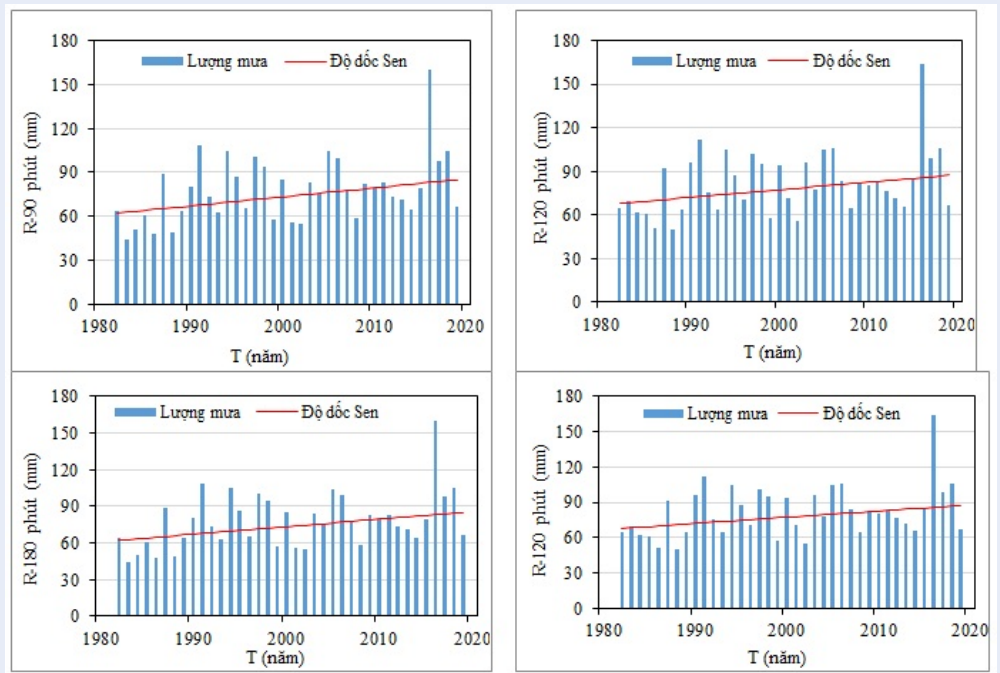 180
150
120
90
60
30
0
R-90 phút (mm)
Lượng mưa Độ dốc Sen
1980 1990 2000 2010 2020
T (năm)
180
150
120
90
60
30
0
R-120 phút (mm)
Lượng mưa Độ dốc Sen
1980 1990 2000 2010 2020
T (năm)
180
150
120
90
60
30
0
R-180 phút (mm)
Lượng mưa Độ dốc Sen
1980 1990 2000 2010 2020
T (năm)
180
150
120
90
60
30
0
R-120 phút (mm)
Lượng mưa Độ dốc Sen
1980 1990 2000 2010 2020
T (năm)